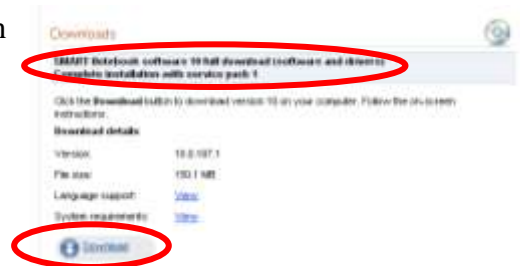 n
Downloads
SMART Notebook software 10 full download (software and drivers)
Complete installation with service pack 1
Click the Download button to download version 10 on your computer. Follow the on-screen
instructions.
Download details
Version: 10.0.187.1
File size: 150.1 MB
Language support: View
System requirements: View
Download